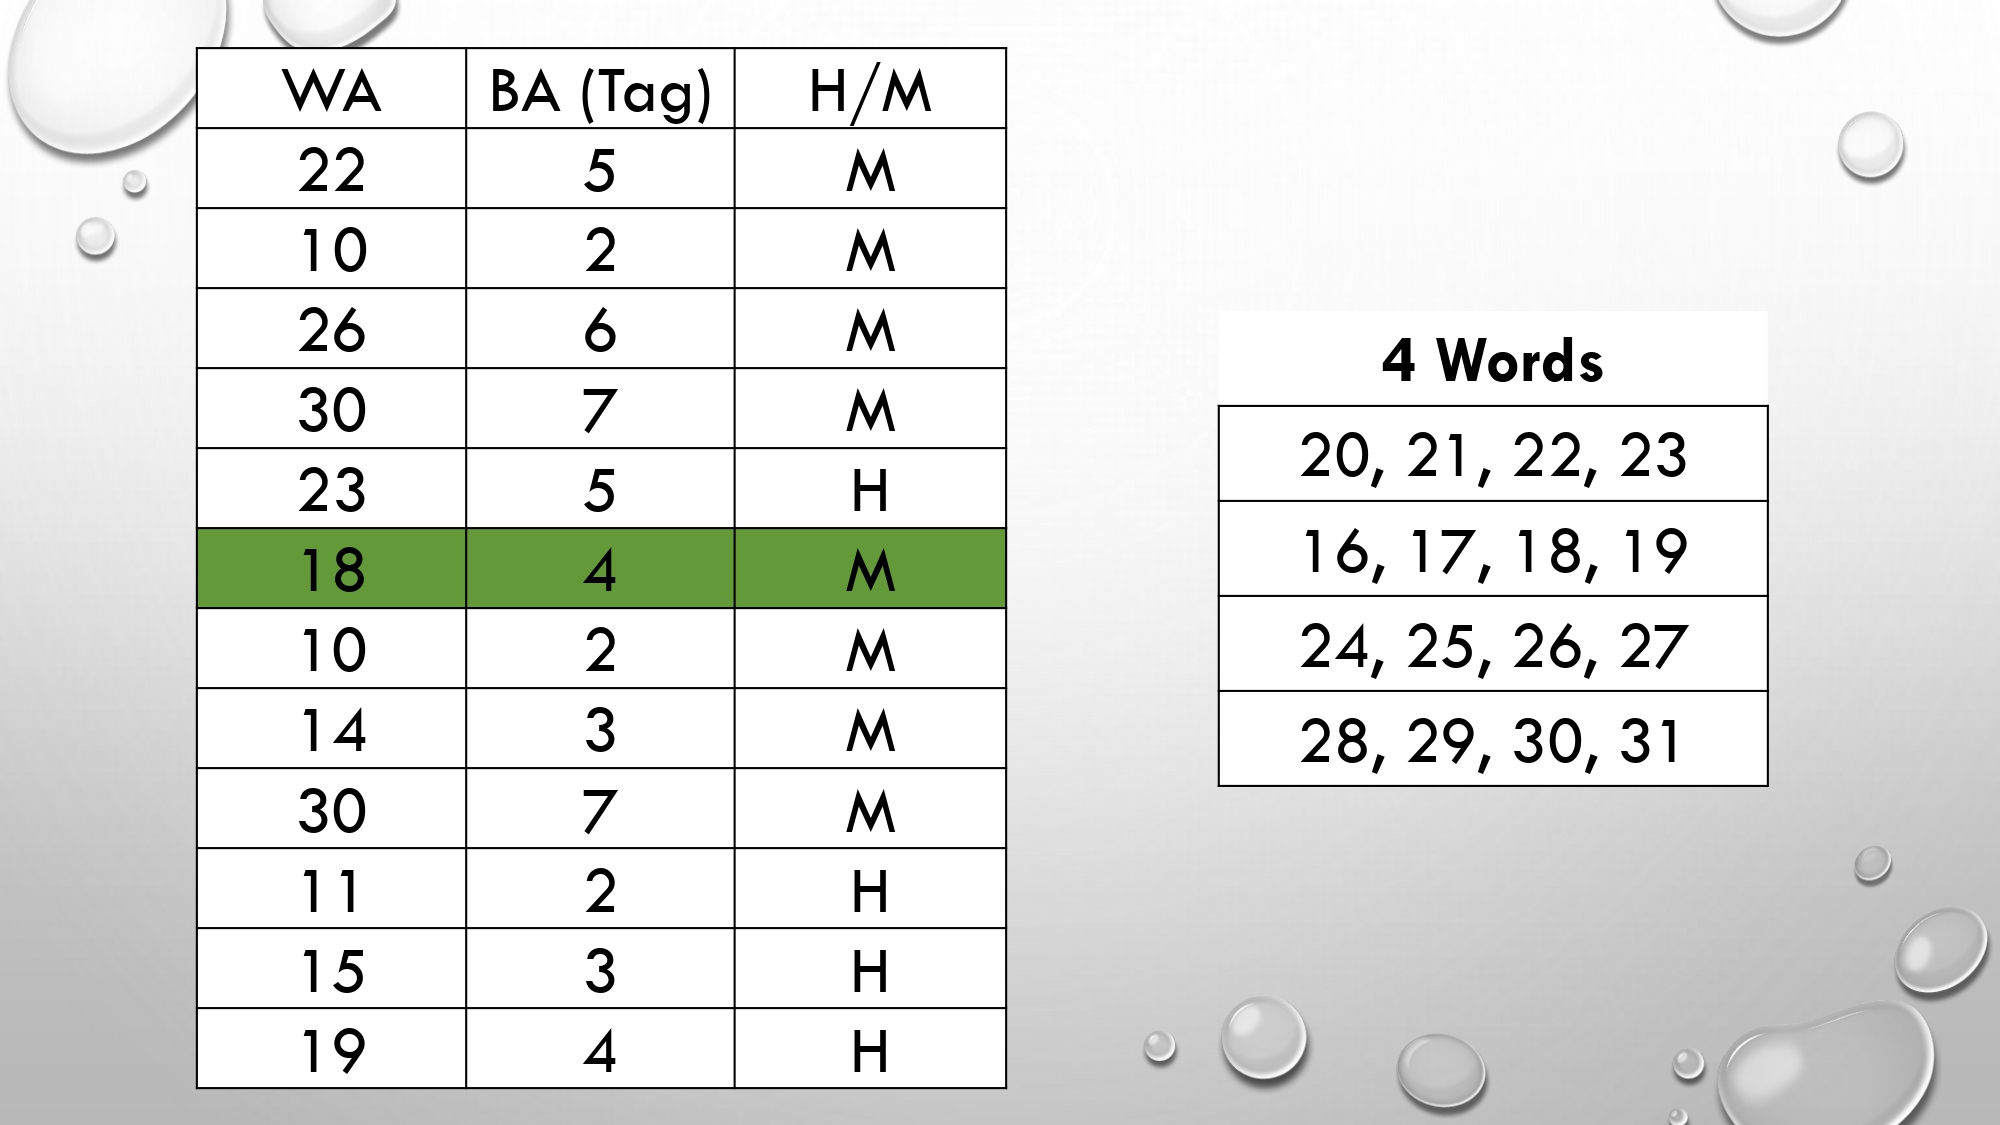 WA BA (Tag) H/M
22 5 M
10 2 M
26 6 M
30 7 M
23 5 H
18 4 M
10 2 M
14 3 M
30 7 M
11 2 H
15 3 H
19 4 H
4 Words
20, 21, 22, 23
16, 17, 18, 19
24, 25, 26, 27
28, 29, 30, 31